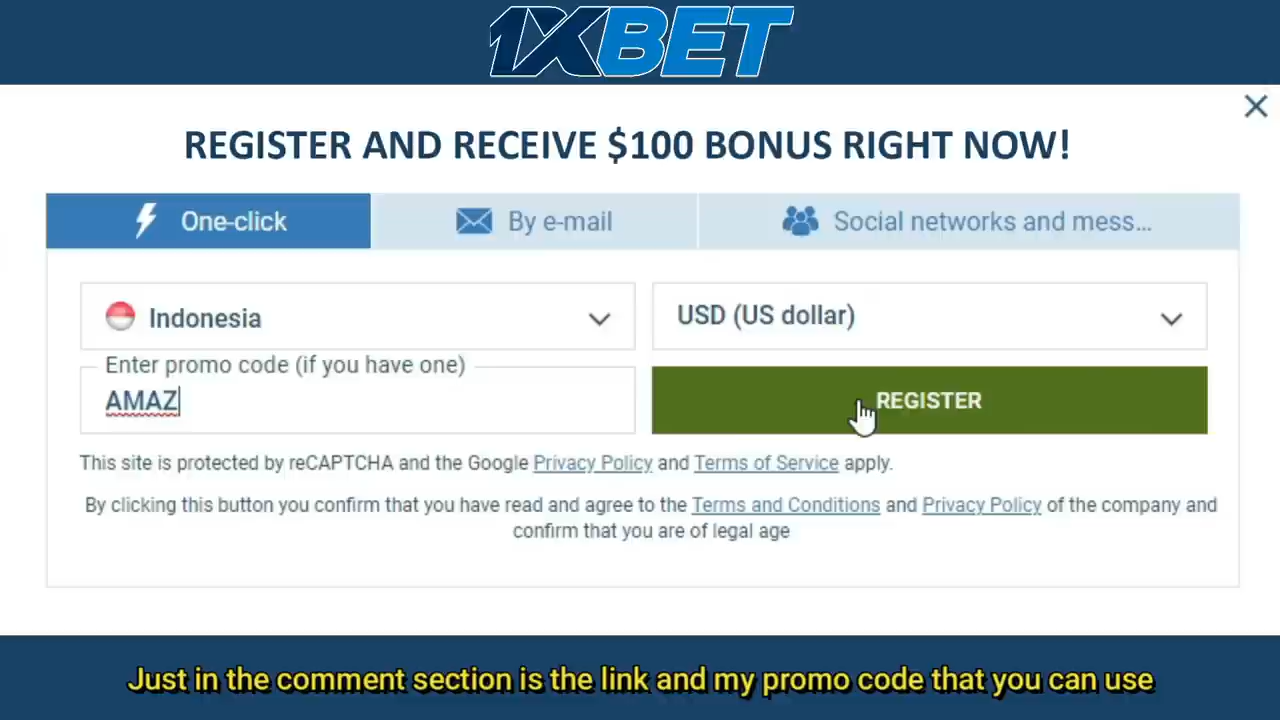 1XBET
REGISTER AND RECEIVE $100 BONUS RIGHT NOW!
One-click
By e-mail
Social networks and mess...
Indonesia
USD (US dollar)
Enter promo code (if you have one)
AMAZ
REGISTER
This site is protected by reCAPTCHA and the Google Privacy Policy and Terms of Service apply.
By clicking this button you confirm that you have read and agree to the Terms and Conditions and Privacy Policy of the company and
confirm that you are of legal age
Just in the comment section is the link and my promo code that you can use